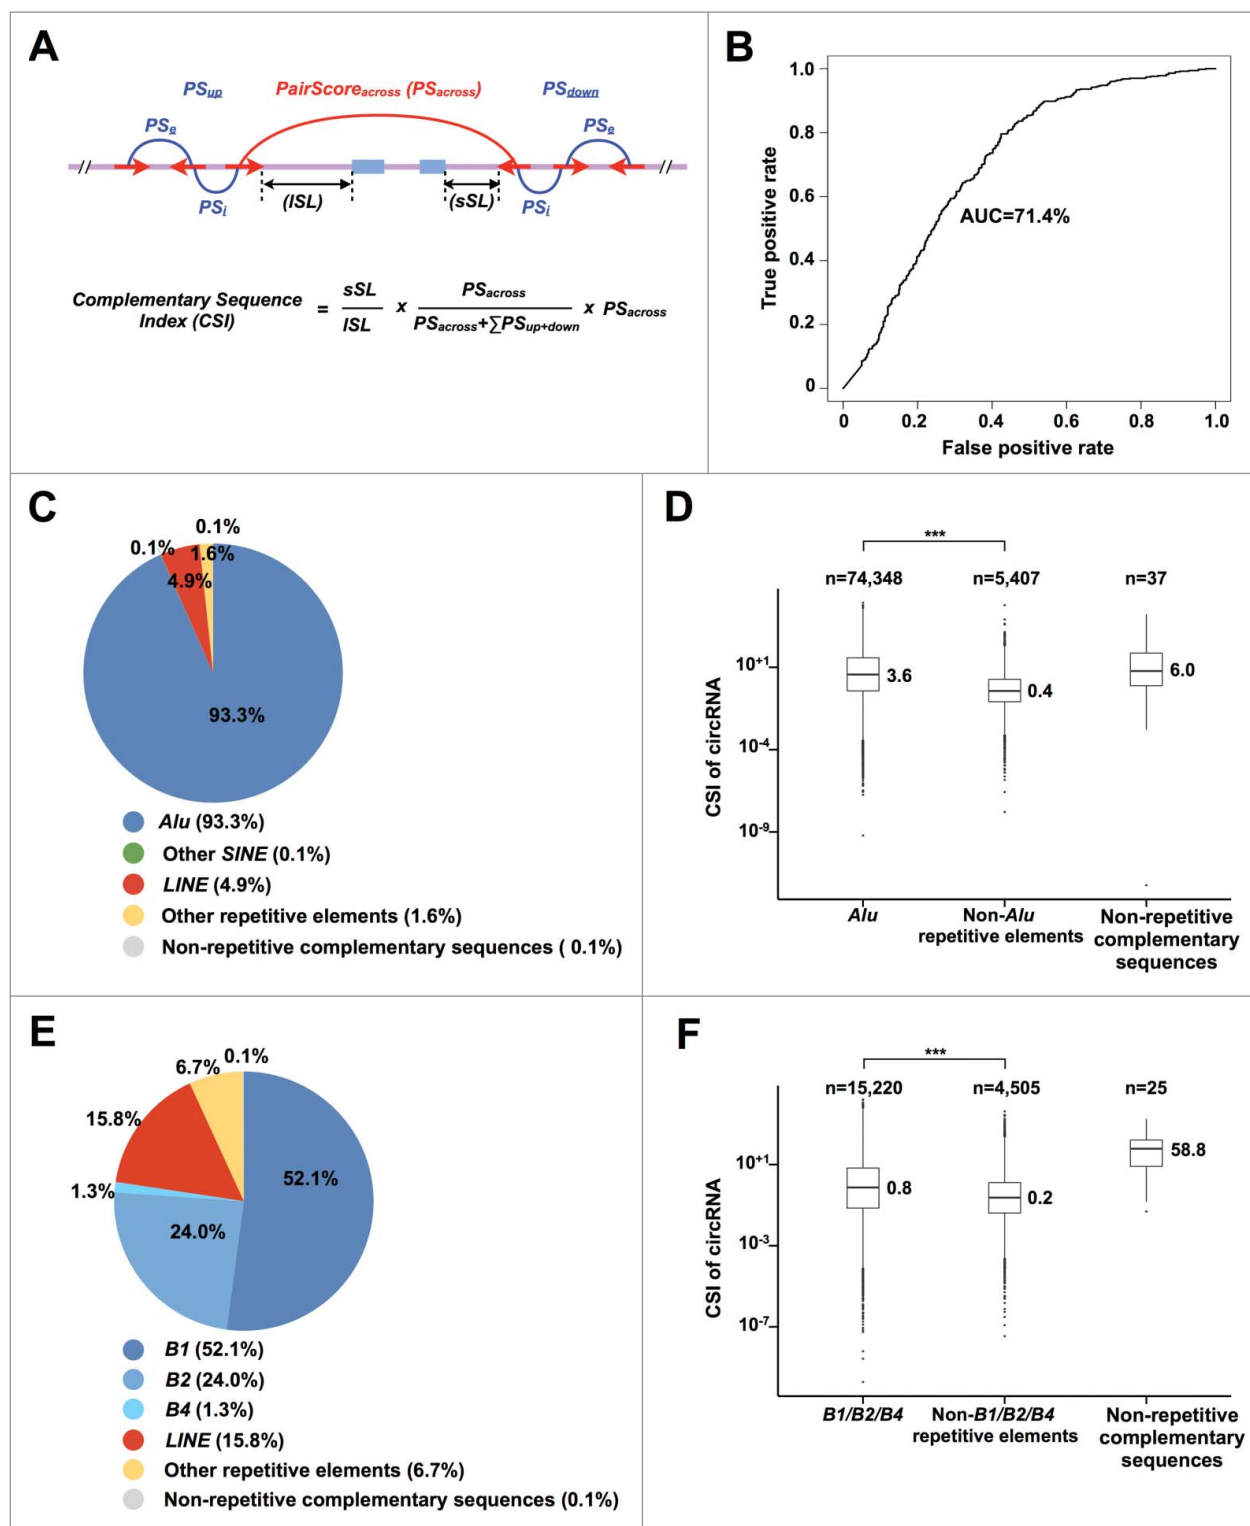 A
PSup
PairScoreacross (PSacross)
PSdown
PSe
PSe
//
//
(lSL)
(sSL)
PSi
PSi
Complementary Sequence
Index (CSI)
= sSL / lSL x PSacross / PSacross+∑PSup+down x PSacross
B
1.0
0.8
0.6
0.4
0.2
0
AUC=71.4%
0 0.2 0.4 0.6 0.8 1.0
True positive rate
False positive rate
C
0.1%
0.1%
1.6%
4.9%
93.3%
Alu (93.3%)
Other SINE (0.1%)
LINE (4.9%)
Other repetitive elements (1.6%)
Non-repetitive complementary sequences ( 0.1%)
D
***
n=74,348
n=5,407
n=37
10+1
10-4
10-9
3.6
0.4
6.0
CSI of circRNA
Alu
Non-Alu
repetitive elements
Non-repetitive
complementary
sequences
E
6.7%
0.1%
15.8%
52.1%
1.3%
24.0%
B1 (52.1%)
B2 (24.0%)
B4 (1.3%)
LINE (15.8%)
Other repetitive elements (6.7%)
Non-repetitive complementary sequences (0.1%)
F
***
n=15,220
n=4,505
n=25
10+1
10-3
10-7
0.8
0.2
58.8
CSI of circRNA
B1/B2/B4
Non-B1/B2/B4
repetitive elements
Non-repetitive
complementary
sequences